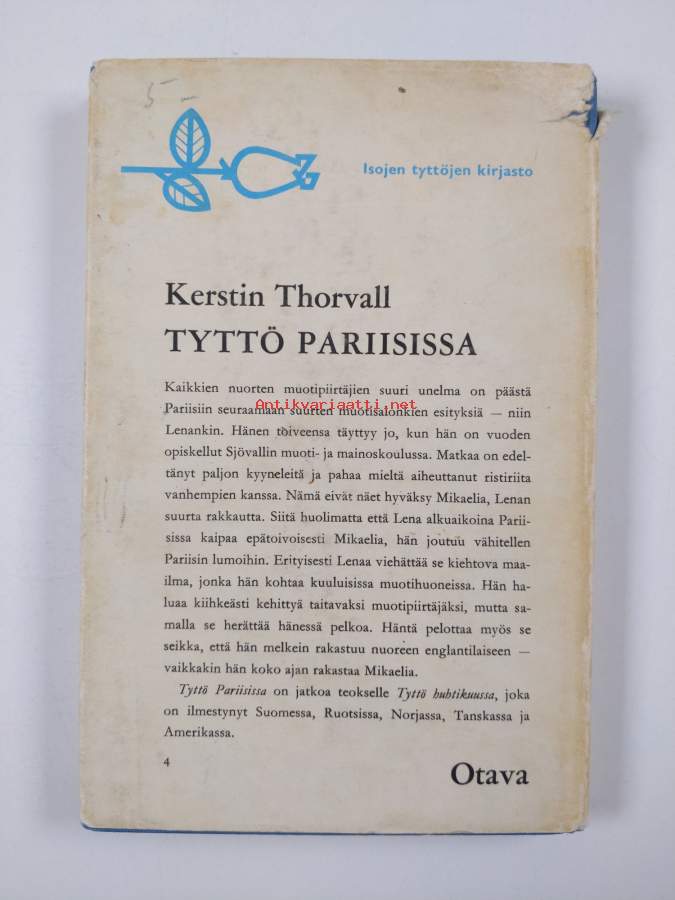 5-
Isojen tyttöjen kirjasto
Kerstin Thorvall
TYTTÖ PARIISISSA
Kaikkien nuorten muotipiirtäjien suuri unelma on päästä
Pariisiin seuraamaan suurten muotisalonkien esityksiä — niin
Antikvariaatti.net
Lenankin. Hänen toiveensa täyttyy jo, kun hän on vuoden
opiskellut Sjövallin muoti- ja mainoskoulussa. Matkaa on edel-
tänyt paljon kyyneleitä ja pahaa mieltä aiheuttanut ristiriita
vanhempien kanssa. Nämä eivät näet hyväksy Mikaelia, Lenan
suurta rakkautta. Siitä huolimatta että Lena alkuaikoina Parii-
sissa kaipaa epätoivoisesti Mikaelia, hän joutuu vähitellen
Pariisin lumoihin. Erityisesti Lenaa viehättää se kiehtova maa-
ilma, jonka hän kohtaa kuuluisissa muotihuoneissa. Hän ha-
luaa kiihkeästi kehittyä taitavaksi muotipiirtäjäksi, mutta sa-
malla se herättää hänessä pelkoa. Häntä pelottaa myös se
seikka, että hän melkein rakastuu nuoreen englantilaiseen —
vaikkakin hän koko ajan rakastaa Mikaelia.
Tyttö Pariisissa on jatkoa teokselle Tyttö huhtikuussa, joka
on ilmestynyt Suomessa, Ruotsissa, Norjassa, Tanskassa ja
Amerikassa.
4
Otava